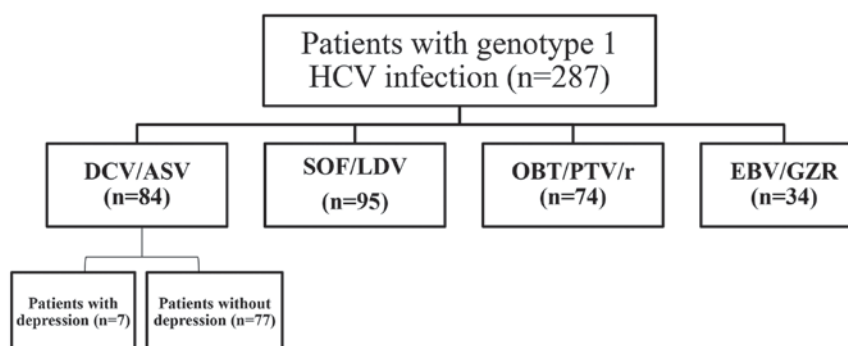 Patients with genotype 1
HCV infection (n=287)
DCV/ASV
(n=84)
SOF/LDV
(n=95)
OBT/PTV/r
(n=74)
EBV/GZR
(n=34)
Patients with
depression (n=7)
Patients without
depression (n=77)